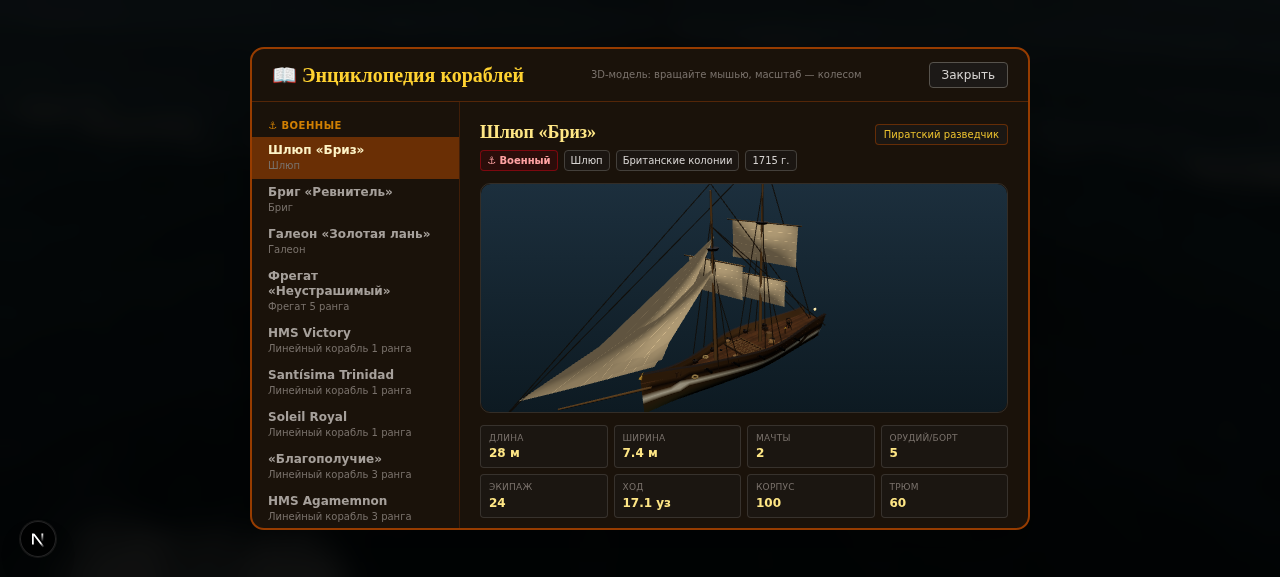 📖 Энциклопедия кораблей
3D-модель: вращайте мышью, масштаб — колесом
Закрыть
⚓ ВОЕННЫЕ
Шлюп «Бриз»
Шлюп
Бриг «Ревнитель»
Бриг
Галеон «Золотая лань»
Галеон
Фрегат
«Неустрашимый»
Фрегат 5 ранга
HMS Victory
Линейный корабль 1 ранга
Santísima Trinidad
Линейный корабль 1 ранга
Soleil Royal
Линейный корабль 1 ранга
«Благополучие»
Линейный корабль 3 ранга
HMS Agamemnon
Линейный корабль 3 ранга
Шлюп «Бриз»
Пиратский разведчик
⚓ Военный
Шлюп
Британские колонии
1715 г.
ДЛИНА
28 м
ШИРИНА
7.4 м
МАЧТЫ
2
ОРУДИЙ/БОРТ
5
ЭКИПАЖ
24
ХОД
17.1 уз
КОРПУС
100
ТРЮМ
60
N